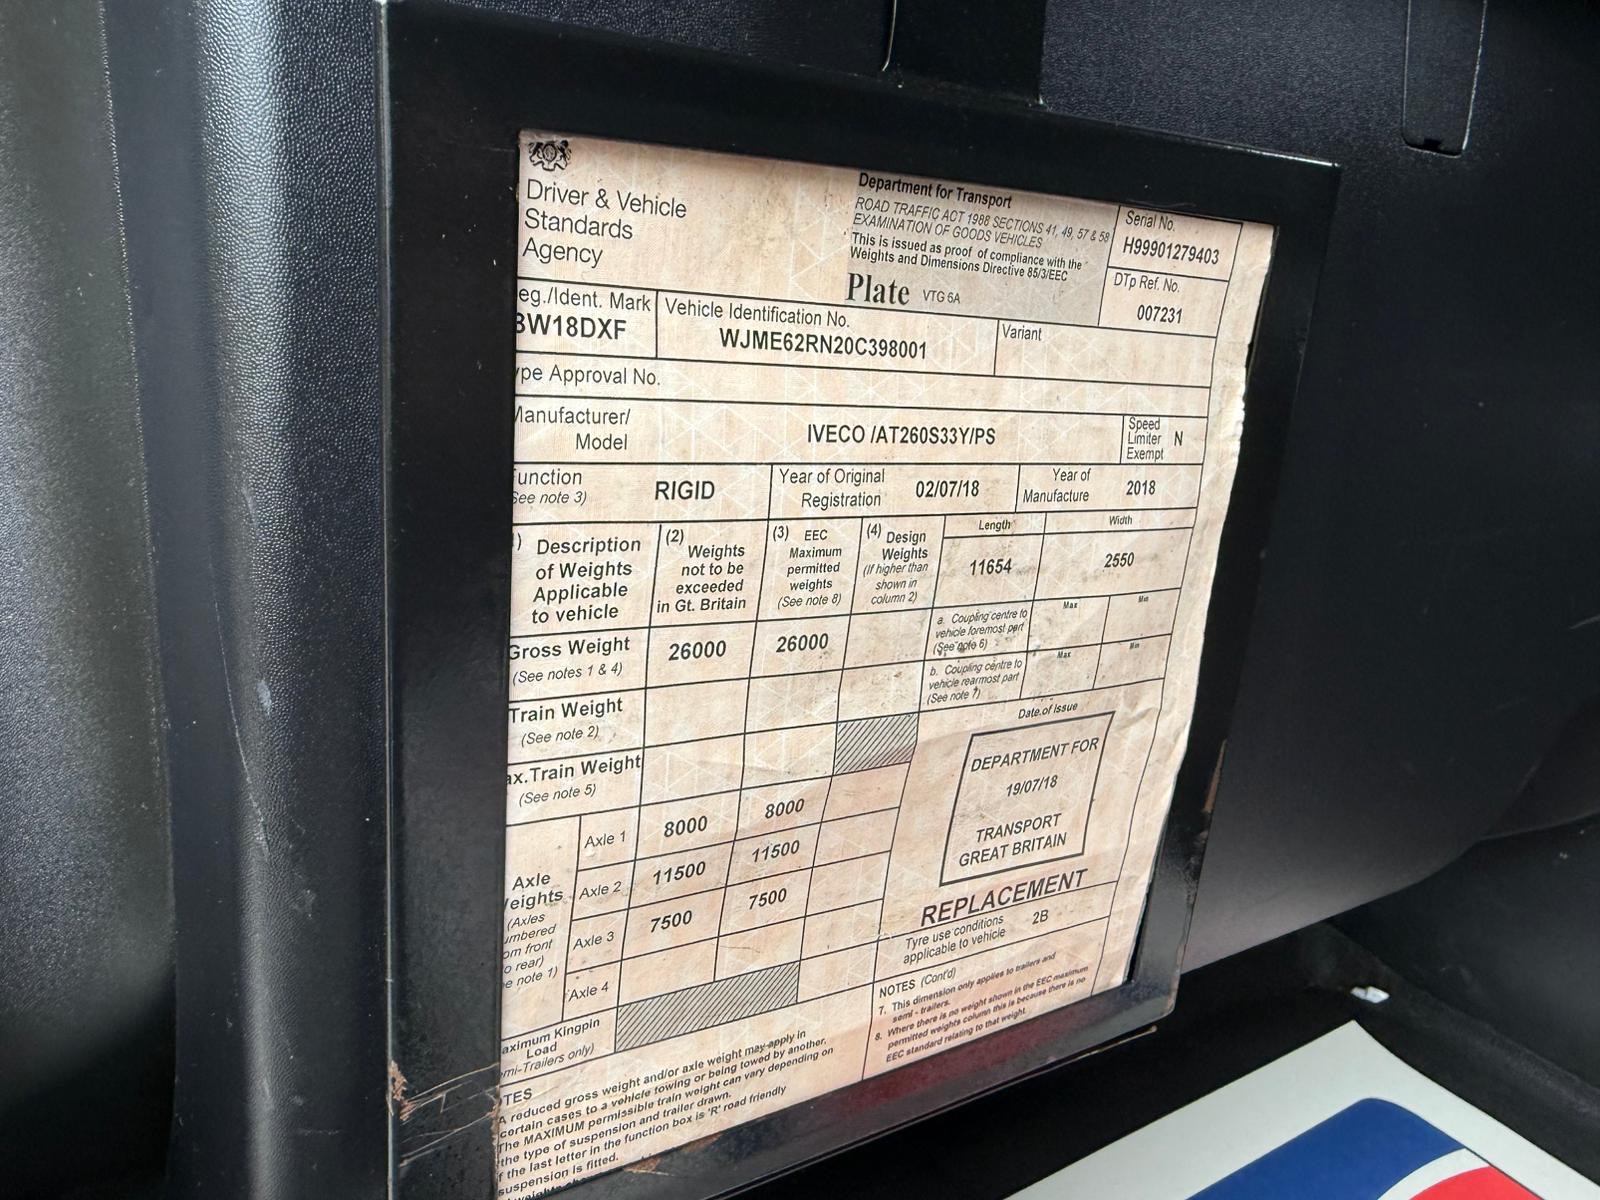 Driver & Vehicle
Standards
Agency
Department for Transport
ROAD TRAFFIC ACT 1988 SECTIONS 41, 49, 57 & 58
EXAMINATION OF GOODS VEHICLES
This is issued as proof of compliance with the
Weights and Dimensions Directive 85/3/EEC
Plate VTG 6A
Serial No.
H99901279403
DTp Ref. No.
007231
eg./Ident. Mark
BW18DXF
Vehicle Identification No.
WJME62RN20C398001
Variant
ype Approval No.
Manufacturer/
Model
IVECO /AT260S33Y/PS
Speed
Limiter
Exempt
N
unction
See note 3)
RIGID
Year of Original
Registration
02/07/18
Year of
Manufacture
2018
) Description
of Weights
Applicable
to vehicle
(2) Weights
not to be
exceeded
in Gt. Britain
(3) EEC
Maximum
permitted
weights
(See note 8)
(4) Design
Weights
(If higher than
shown in
column 2)
Length
11654
Width
2550
Gross Weight
(See notes 1 & 4)
26000
26000
a. Coupling centre to
vehicle foremost part
(See note 6)
Max
Min
b. Coupling centre to
vehicle rearmost part
(See note 7)
Max
Min
Train Weight
(See note 2)
ax.Train Weight
(See note 5)
Date of Issue
DEPARTMENT FOR
19/07/18
TRANSPORT
GREAT BRITAIN
REPLACEMENT
Axle
eights
(Axles
umbered
om front
o rear)
e note 1)
Axle 1
8000
8000
Axle 2
11500
11500
Axle 3
7500
7500
Axle 4
Tyre use conditions
applicable to vehicle
2B
aximum Kingpin
Load
mi-Trailers only)
TES
A reduced gross weight and/or axle weight may apply in
certain cases to a vehicle towing or being towed by another.
The MAXIMUM permissible train weight can vary depending on
the type of suspension and trailer drawn.
f the last letter in the function box is 'R' road friendly
suspension is fitted.
NOTES (Cont'd)
7. This dimension only applies to trailers and
semi - trailers.
8. Where there is no weight shown in the EEC maximum
permitted weights column this is because there is no
EEC standard relating to that weight.